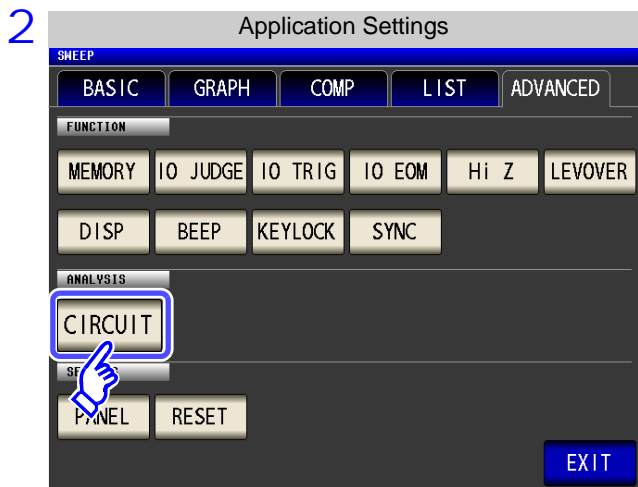 2
Application Settings
SWEEP
BASIC GRAPH COMP LIST ADVANCED
FUNCTION
MEMORY IO JUDGE IO TRIG IO EOM Hi Z LEVOVER
DISP BEEP KEYLOCK SYNC
ANALYSIS
CIRCUIT
PANEL RESET
EXIT